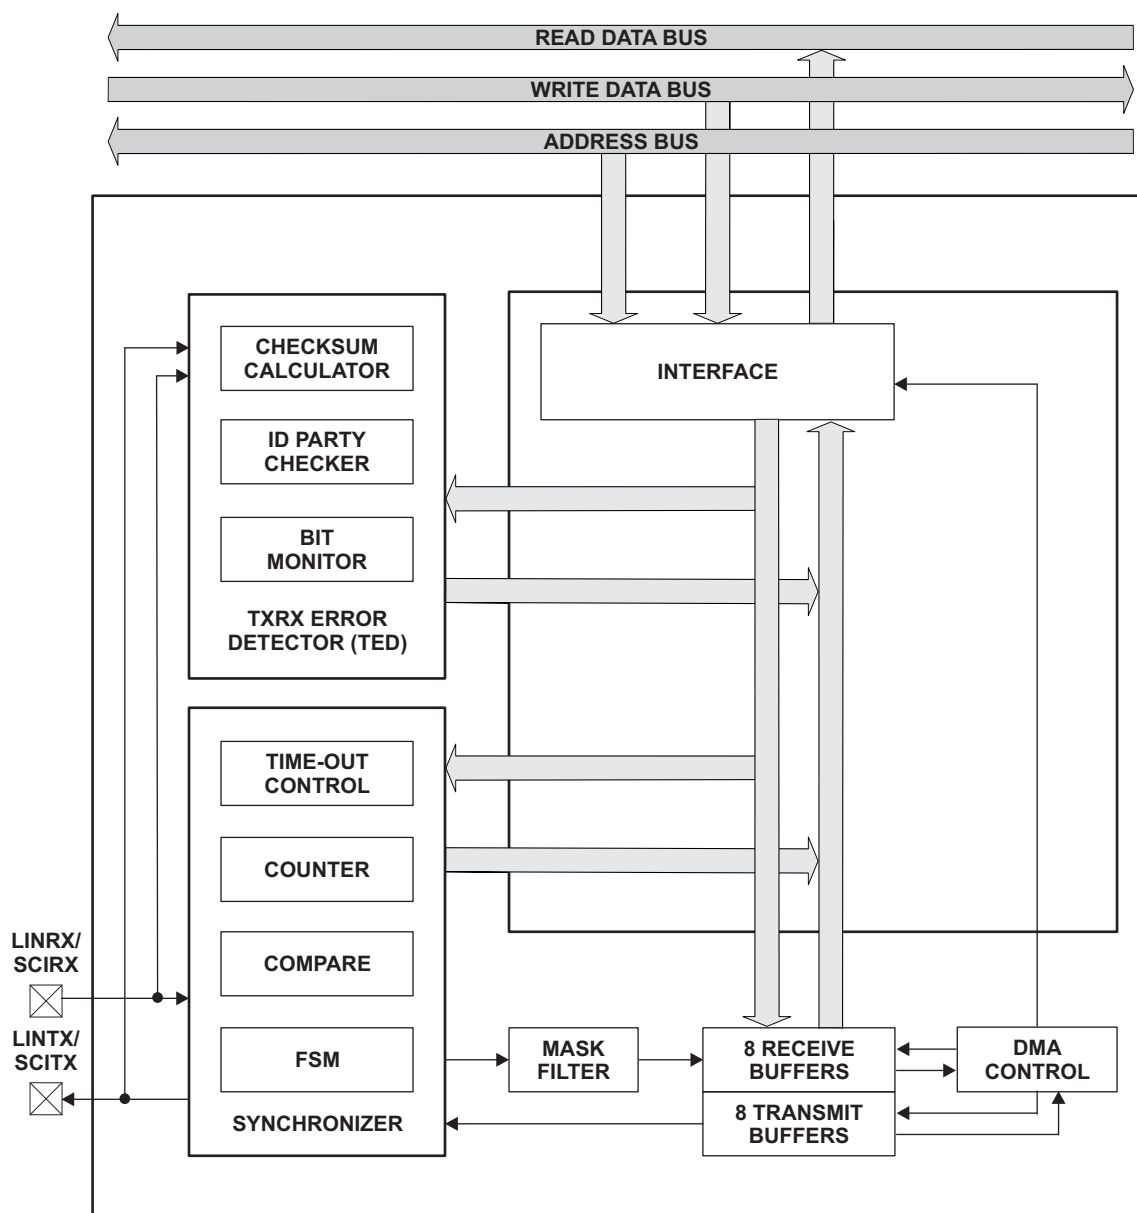 READ DATA BUS
WRITE DATA BUS
ADDRESS BUS
CHECKSUM
CALCULATOR
INTERFACE
ID PARTY
CHECKER
BIT
MONITOR
TXRX ERROR
DETECTOR (TED)
TIME-OUT
CONTROL
COUNTER
COMPARE
LINRX/
SCIRX
LINTX/
SCITX
FSM
SYNCHRONIZER
MASK
FILTER
8 RECEIVE
BUFFERS
8 TRANSMIT
BUFFERS
DMA
CONTROL